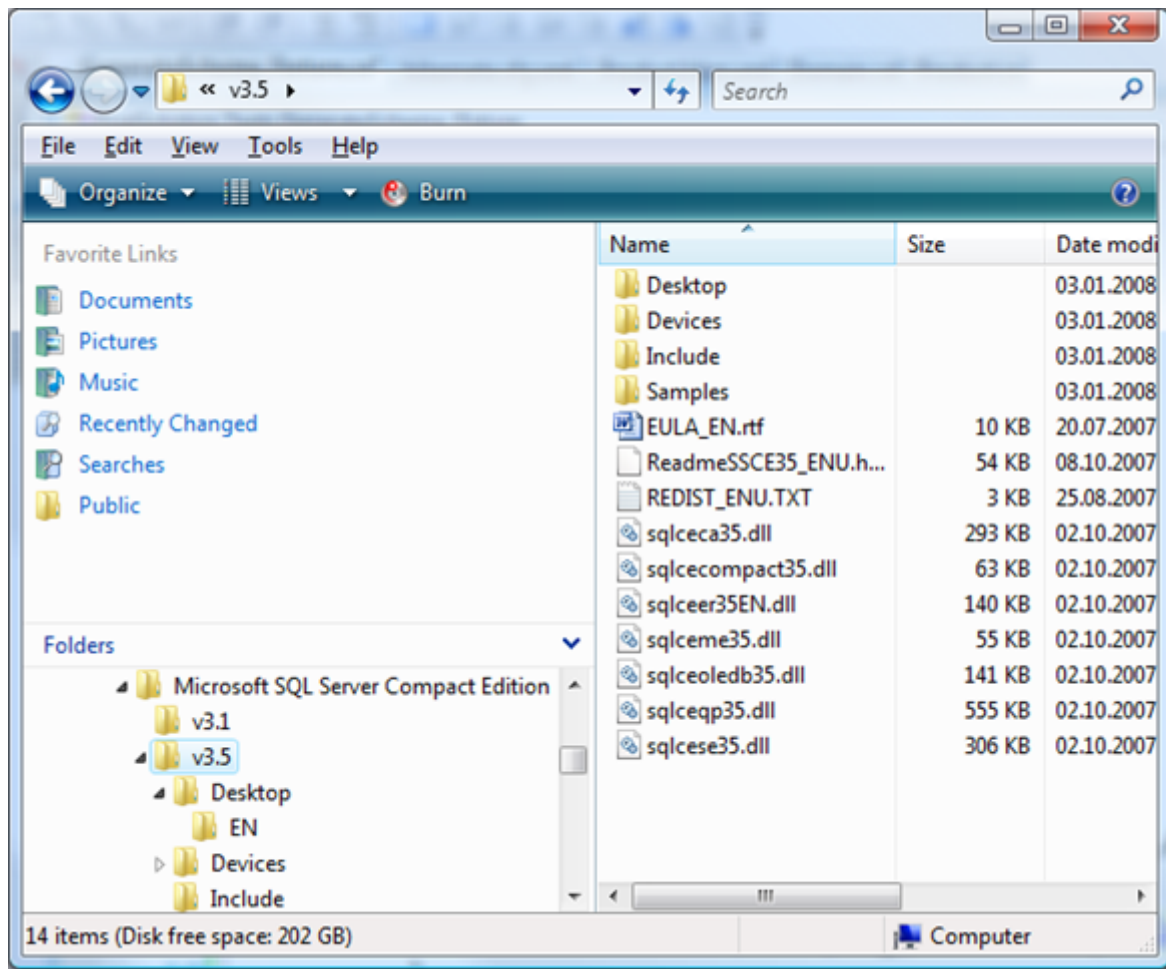 « v3.5
Search
File Edit View Tools Help
Organize Views Burn
Favorite Links
Documents
Pictures
Music
Recently Changed
Searches
Public
Folders
Microsoft SQL Server Compact Edition
v3.1
v3.5
Desktop
EN
Devices
Include
Name Size Date modi
Desktop 03.01.2008
Devices 03.01.2008
Include 03.01.2008
Samples 03.01.2008
EULA_EN.rtf 10 KB 20.07.2007
ReadmeSSCE35_ENU.h... 54 KB 08.10.2007
REDIST_ENU.TXT 3 KB 25.08.2007
sqlceca35.dll 293 KB 02.10.2007
sqlcecompact35.dll 63 KB 02.10.2007
sqlceer35EN.dll 140 KB 02.10.2007
sqlceme35.dll 55 KB 02.10.2007
sqlceoledb35.dll 141 KB 02.10.2007
sqlceqp35.dll 555 KB 02.10.2007
sqlcese35.dll 306 KB 02.10.2007
14 items (Disk free space: 202 GB) Computer